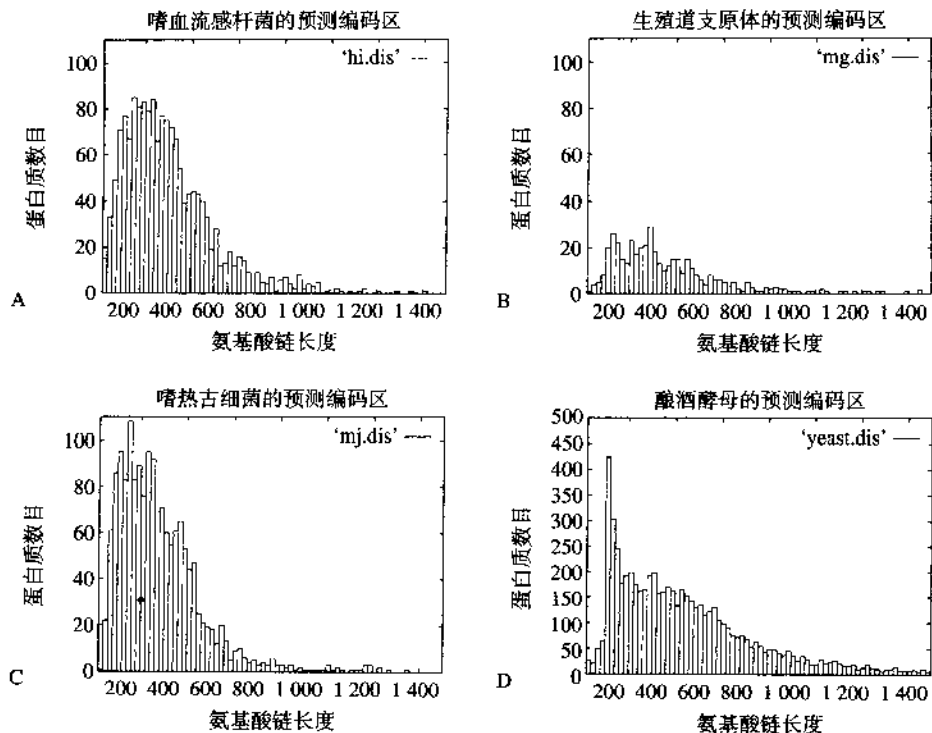 嗜血流感杆菌的预测编码区
'hi.dis'
100
80
60
40
20
0
蛋白质数目
200 400 600 800 1 000 1 200 1 400
氨基酸链长度
A
生殖道支原体的预测编码区
'mg.dis'
100
80
60
40
20
0
蛋白质数目
200 400 600 800 1 000 1 200 1 400
氨基酸链长度
B
嗜热古细菌的预测编码区
'mj.dis'
100
80
60
40
20
0
蛋白质数目
200 400 600 800 1 000 1 200 1 400
氨基酸链长度
C
酿酒酵母的预测编码区
'yeast.dis'
500
450
400
350
300
250
200
150
100
50
0
蛋白质数目
200 400 600 800 1 000 1 200 1 400
氨基酸链长度
D